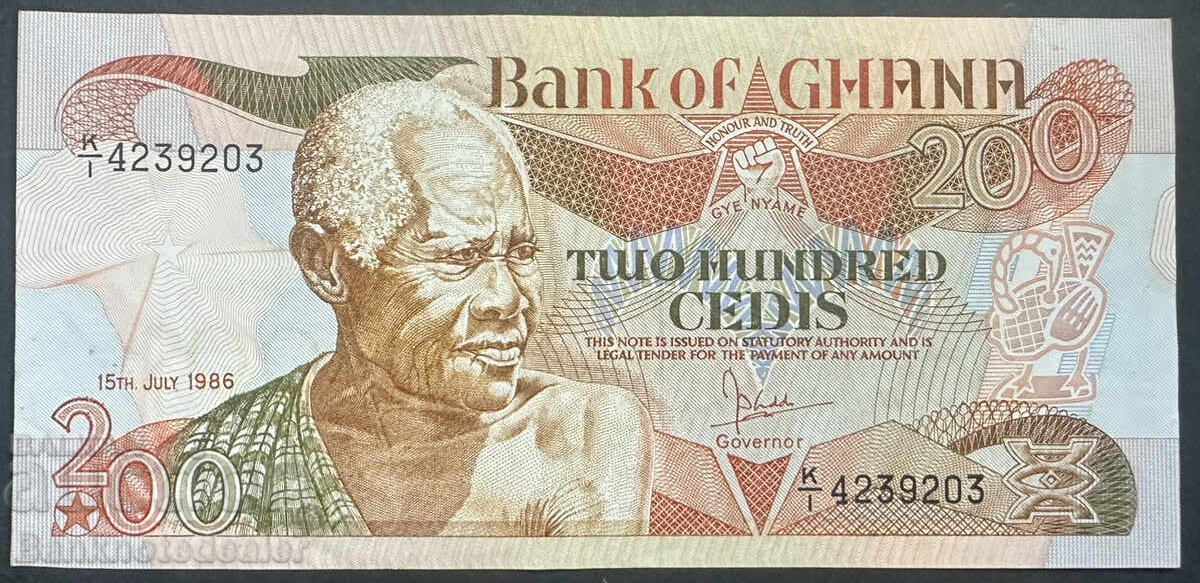 Bank of GHANA
200
K/1 4239203
HONOUR AND TRUTH
GYE NYAME
TWO HUNDRED
CEDIS
THIS NOTE IS ISSUED ON STATUTORY AUTHORITY AND IS
LEGAL TENDER FOR THE PAYMENT OF ANY AMOUNT
15TH. JULY 1986
Governor
200
K/1 4239203
Banknotedealer